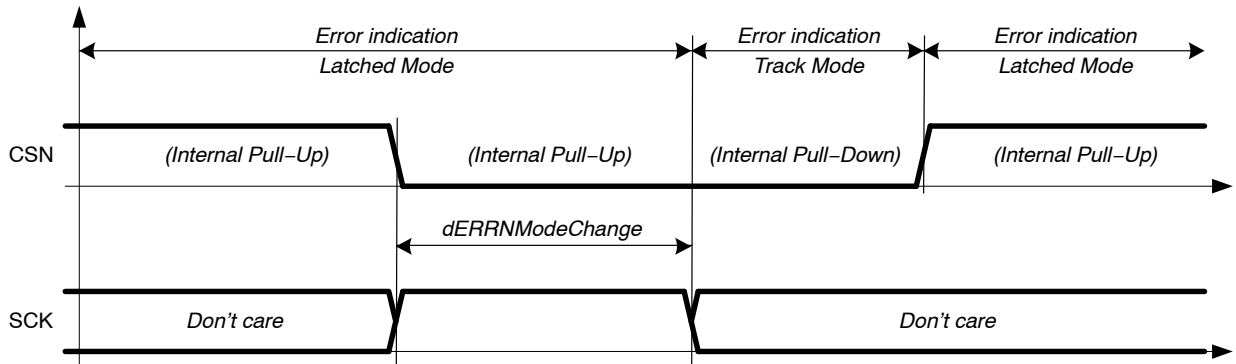 Error indication
Latched Mode
Error indication
Track Mode
Error indication
Latched Mode
CSN
(Internal Pull−Up)
(Internal Pull−Up)
(Internal Pull−Down)
(Internal Pull−Up)
dERRNModeChange
SCK
Don't care
Don't care